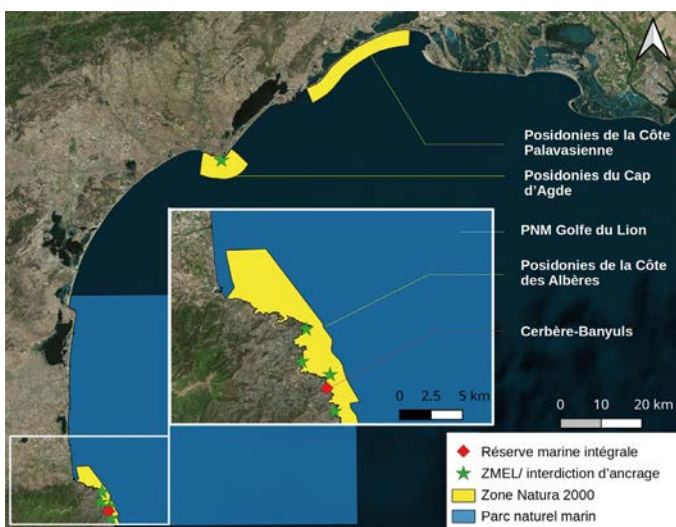 Posidonies de la Côte
Palavasienne
Posidonies du Cap
d’Agde
PNM Golfe du Lion
Posidonies de la Côte
des Albères
Cerbère-Banyuls
0 2.5 5 km
0 10 20 km
Réserve marine intégrale
ZMEL/ interdiction d’ancrage
Zone Natura 2000
Parc naturel marin